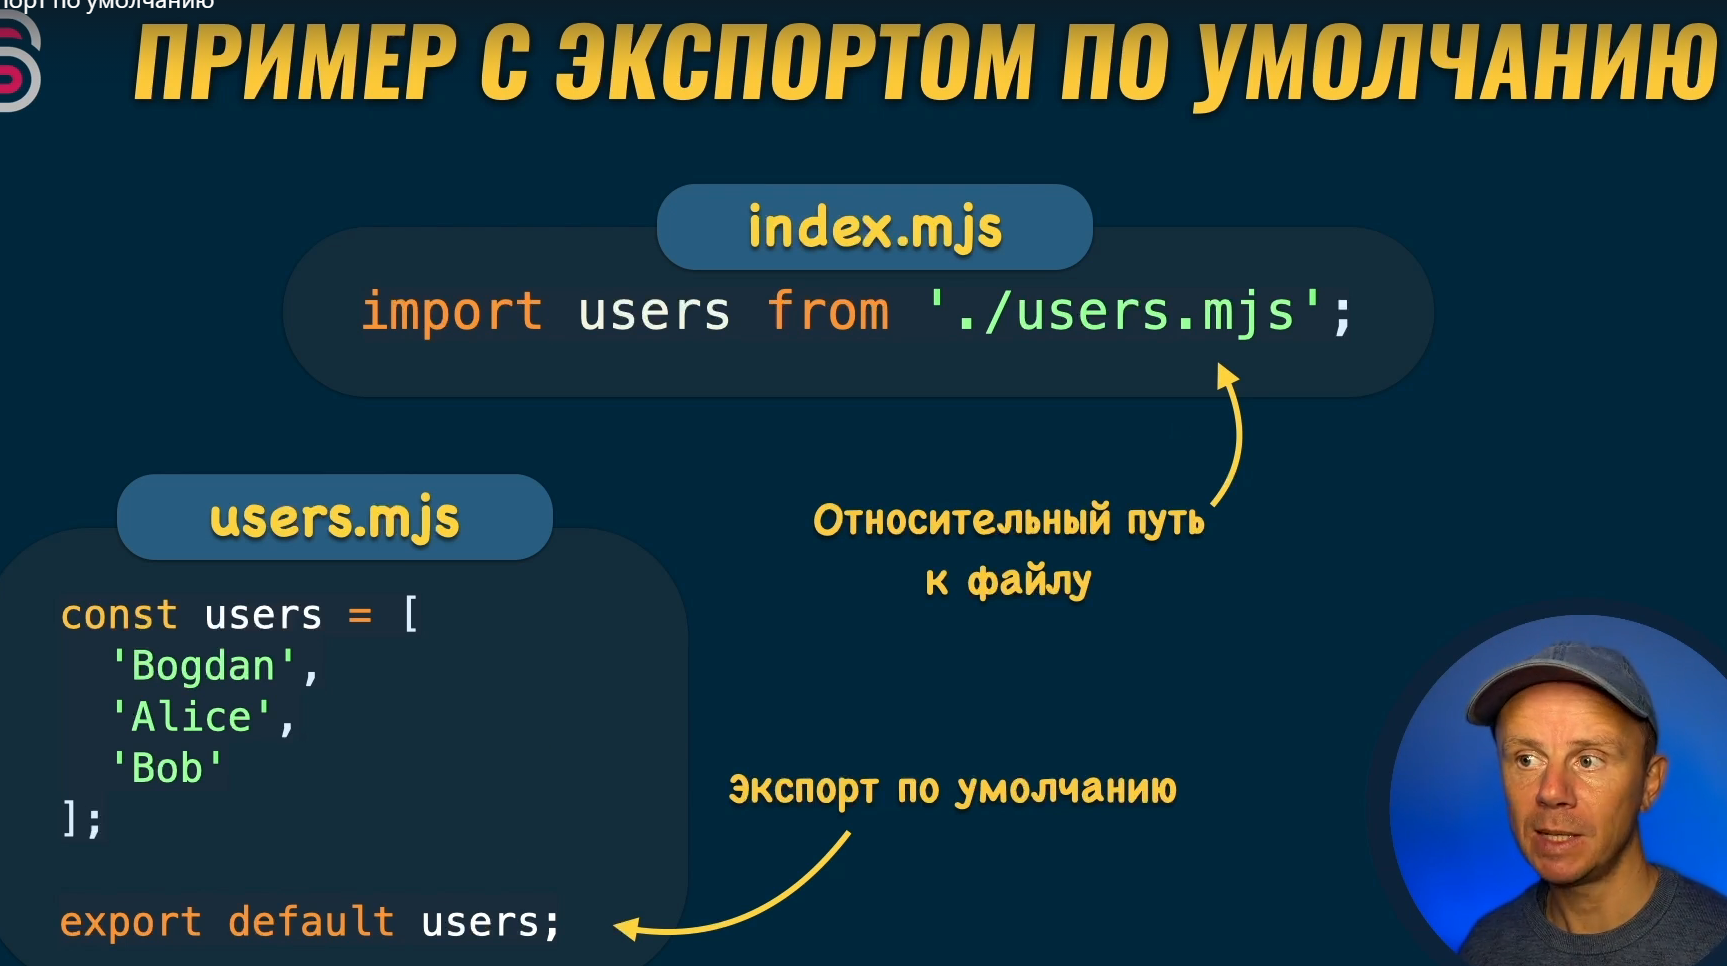 порт по умолчанию
ПРИМЕР С ЭКСПОРТОМ ПО УМОЛЧАНИЮ
index.mjs
import users from './users.mjs';
Относительный путь
к файлу
users.mjs
const users = [
'Bogdan',
'Alice',
'Bob'
];
Экспорт по умолчанию
export default users;